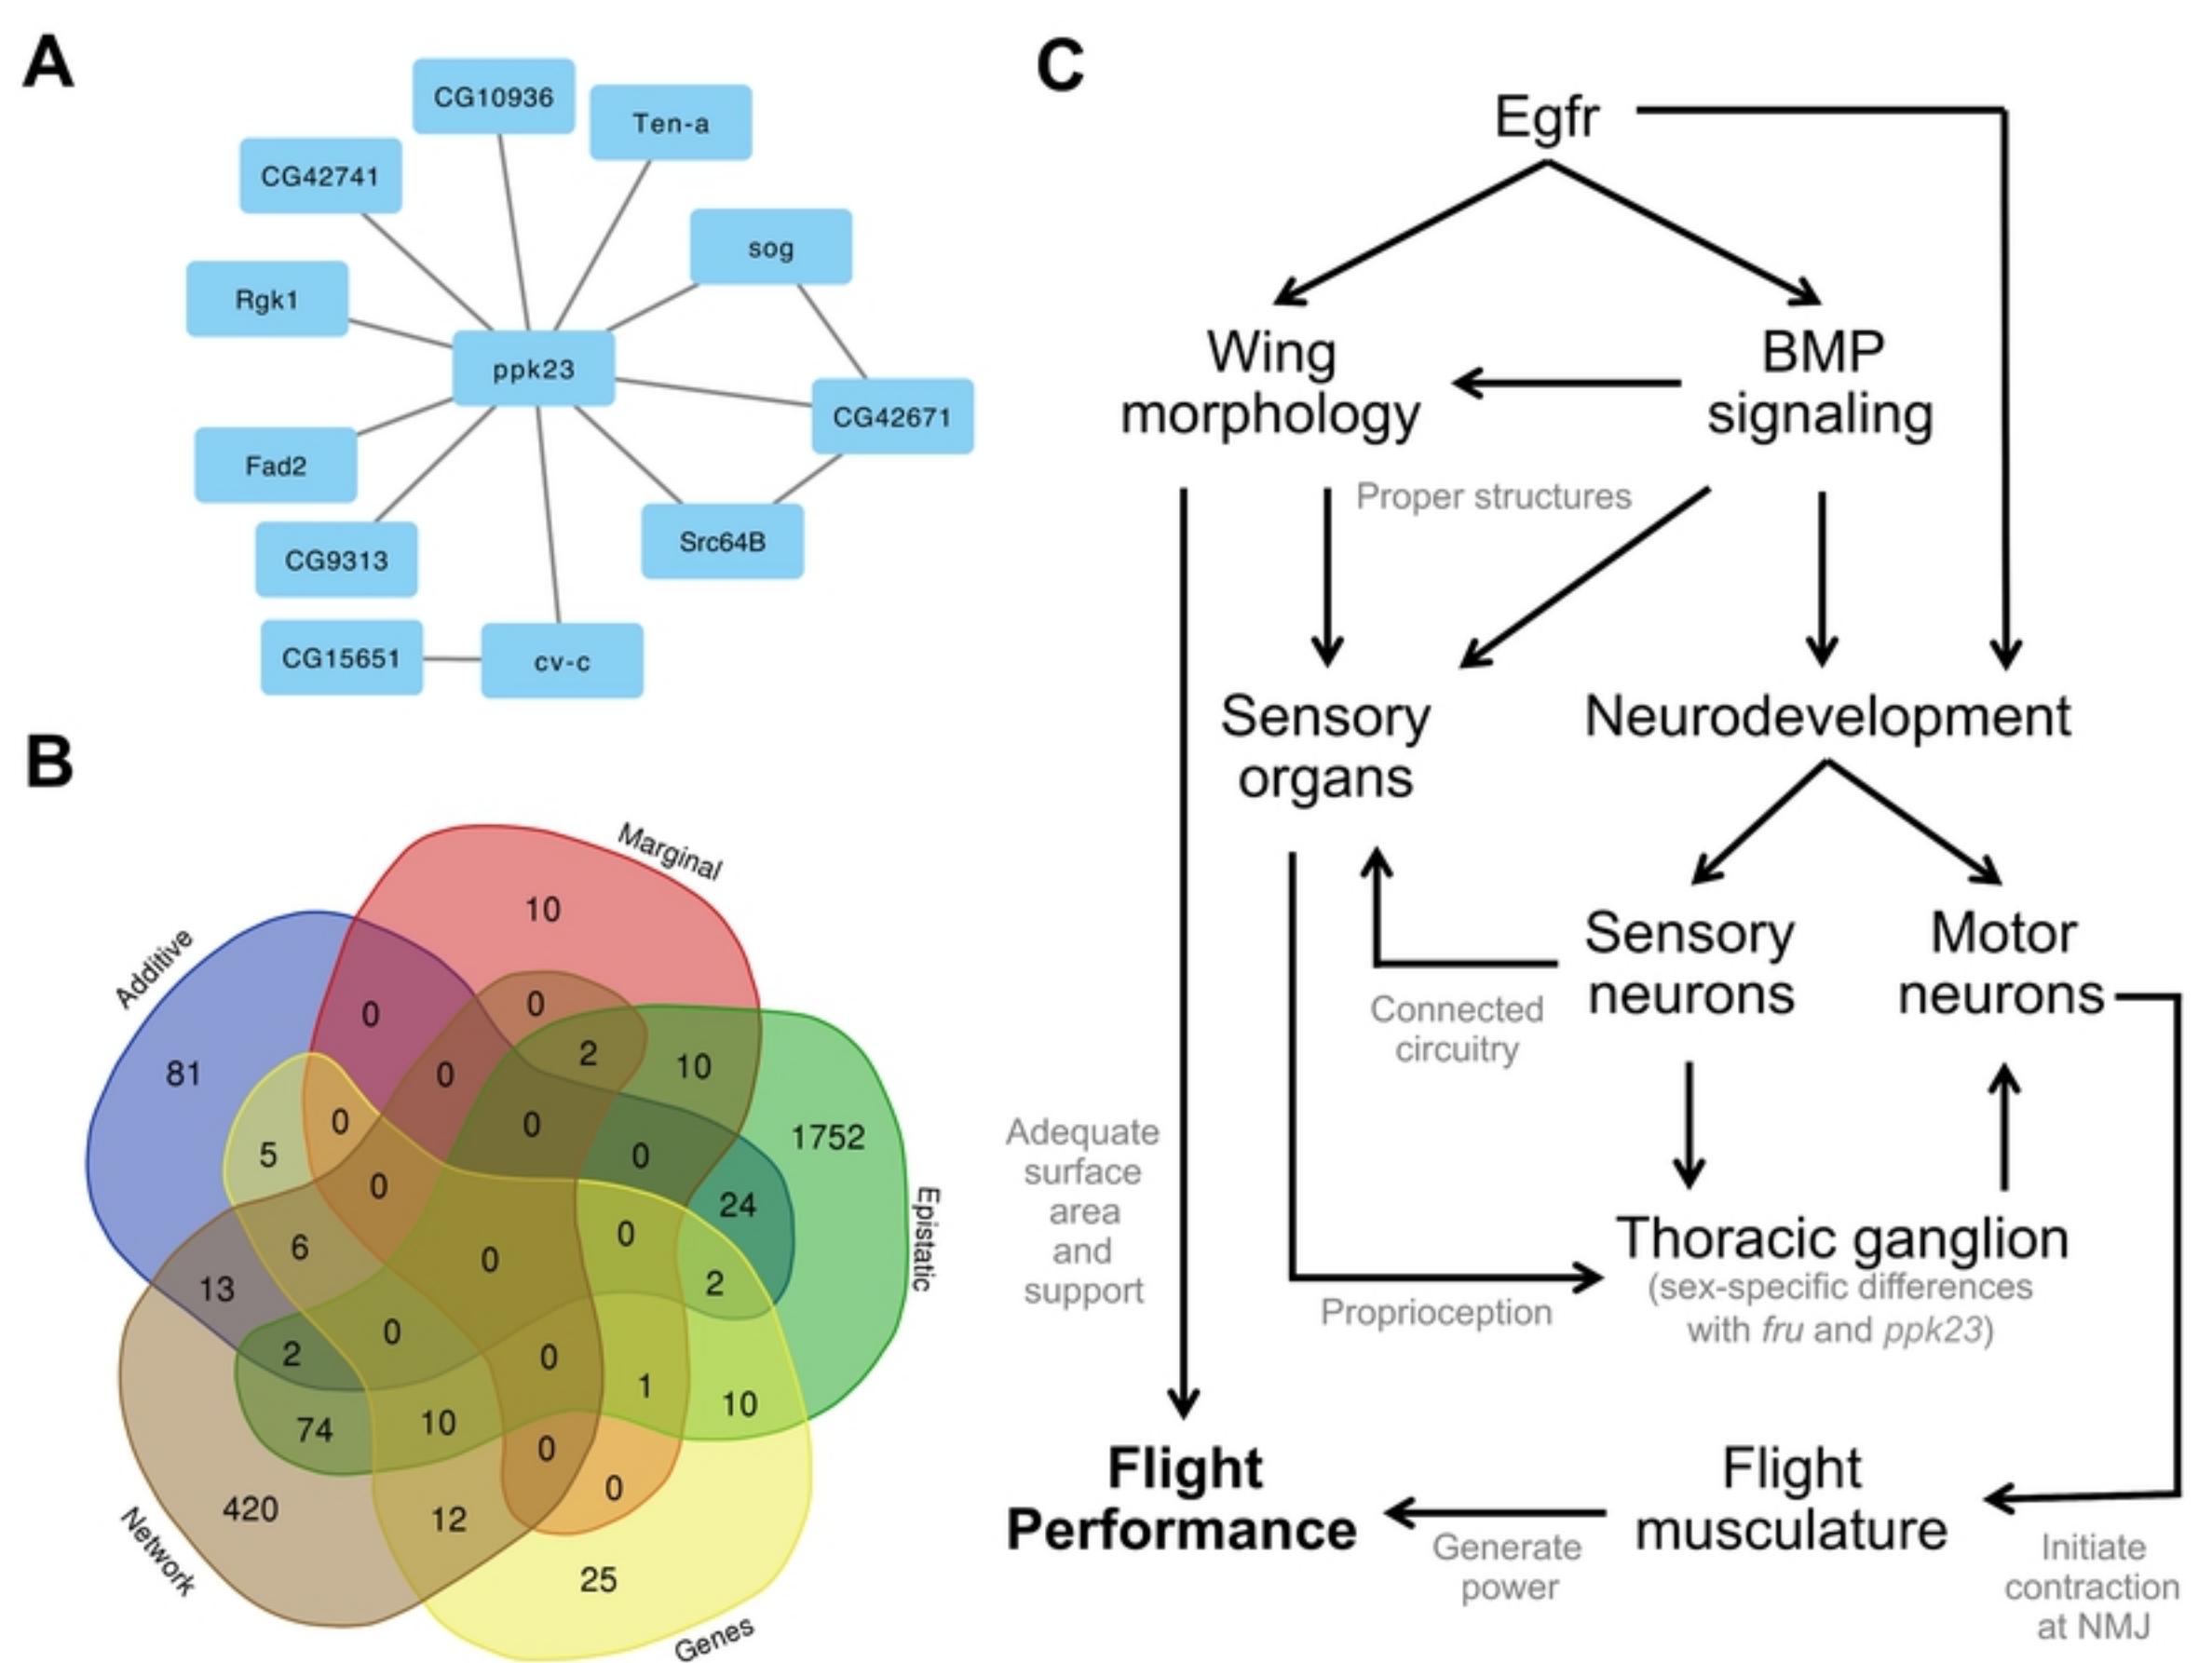 A
CG10936
Ten-a
CG42741
sog
Rgk1
ppk23
CG42671
Fad2
Src64B
CG9313
CG15651
cv-c
B
Marginal
Additive
Epistatic
Network
Genes
10
0
0
2
10
81
0
1752
0
0
5
0
24
0
0
6
0
2
13
0
0
2
0
1
10
74
10
0
0
420
12
25
C
Egfr
Wing
morphology
BMP
signaling
Proper structures
Sensory
organs
Neurodevelopment
Sensory
neurons
Motor
neurons
Connected
circuitry
Adequate
surface
area
and
support
Thoracic ganglion
(sex-specific differences
with fru and ppk23)
Proprioception
Flight
Performance
Flight
musculature
Generate
power
Initiate
contraction
at NMJ